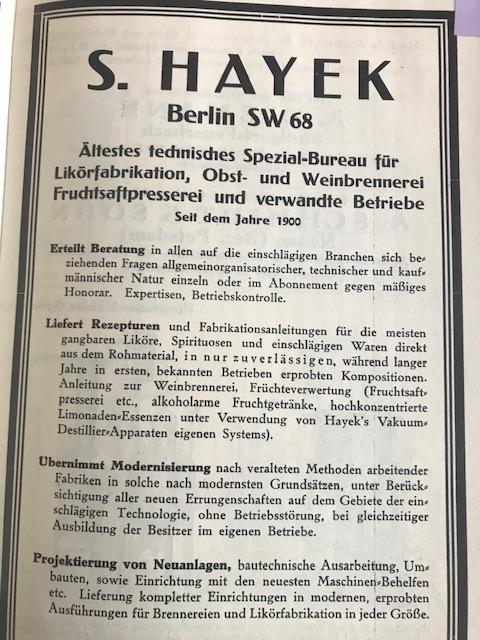 S. HAYEK
Berlin SW 68
Ältestes technisches Spezial-Bureau für
Likörfabrikation, Obst- und Weinbrennerei
Fruchtsaftpresserei und verwandte Betriebe
Seit dem Jahre 1900
Erteilt Beratung in allen auf die einschlägigen Branchen sich be-
ziehenden Fragen allgemeinorganisatorischer, technischer und kauf-
männischer Natur einzeln oder im Abonnement gegen mäßiges
Honorar. Expertisen, Betriebskontrolle.
Liefert Rezepturen und Fabrikationsanleitungen für die meisten
gangbaren Liköre, Spirituosen und einschlägigen Waren direkt
aus dem Rohmaterial, in nur zuverlässigen, während langer
Jahre in ersten, bekannten Betrieben erprobten Kompositionen.
Anleitung zur Weinbrennerei, Früchteverwertung (Fruchtsaft-
presserei etc., alkoholarme Fruchtgetränke, hochkonzentrierte
Limonaden-Essenzen unter Verwendung von Hayek's Vakuum-
Destillier-Apparaten eigenen Systems).
Übernimmt Modernisierung nach veralteten Methoden arbeitender
Fabriken in solche nach modernsten Grundsätzen, unter Berück-
sichtigung aller neuen Errungenschaften auf dem Gebiete der ein-
schlägigen Technologie, ohne Betriebsstörung, bei gleichzeitiger
Ausbildung der Besitzer im eigenen Betriebe.
Projektierung von Neuanlagen, bautechnische Ausarbeitung, Um-
bauten, sowie Einrichtung mit den neuesten Maschinen-Behelfen
etc. Lieferung kompletter Einrichtungen in modernen, erprobten
Ausführungen für Brennereien und Likörfabrikation in jeder Größe.